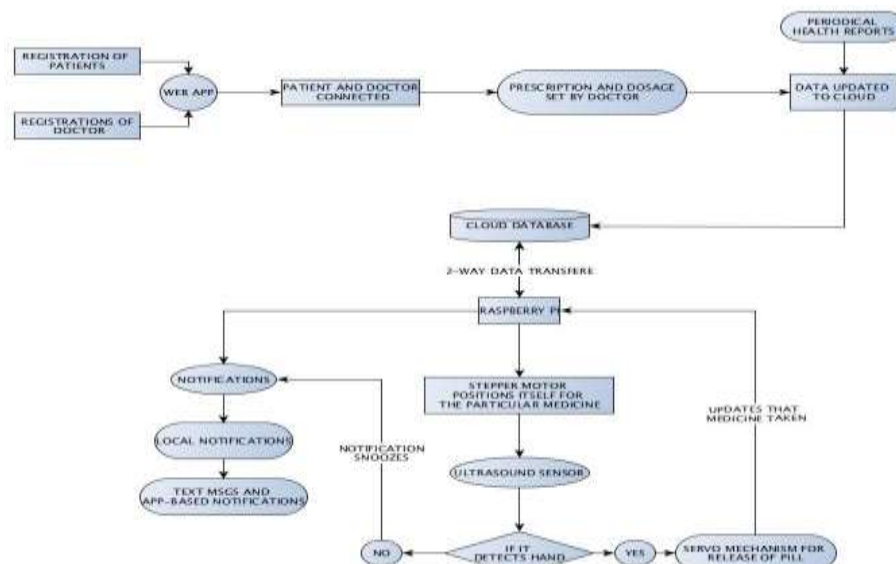 PERIODICAL
HEALTH REPORTS
REGISTRATION OF
PATIENTS
WEB APP
PATIENT AND DOCTOR
CONNECTED
PRESCRIPTION AND DOSAGE
SET BY DOCTOR
DATA UPDATED
TO CLOUD
REGISTRATIONS OF
DOCTOR
CLOUD DATABASE
2-WAY DATA TRANSFERE
RASPBERRY PI
NOTIFICATIONS
STEPPER MOTOR
POSITIONS ITSELF FOR
THE PARTICULAR MEDICINE
UPDATES THAT
MEDICINE TAKEN
LOCAL NOTIFICATIONS
NOTIFICATION
SNOOZES
ULTRASOUND SENSOR
TEXT MSGS AND
APP-BASED NOTIFICATIONS
NO
IF IT
DETECTS HAND
YES
SERVO MECHANISM FOR
RELEASE OF PILL